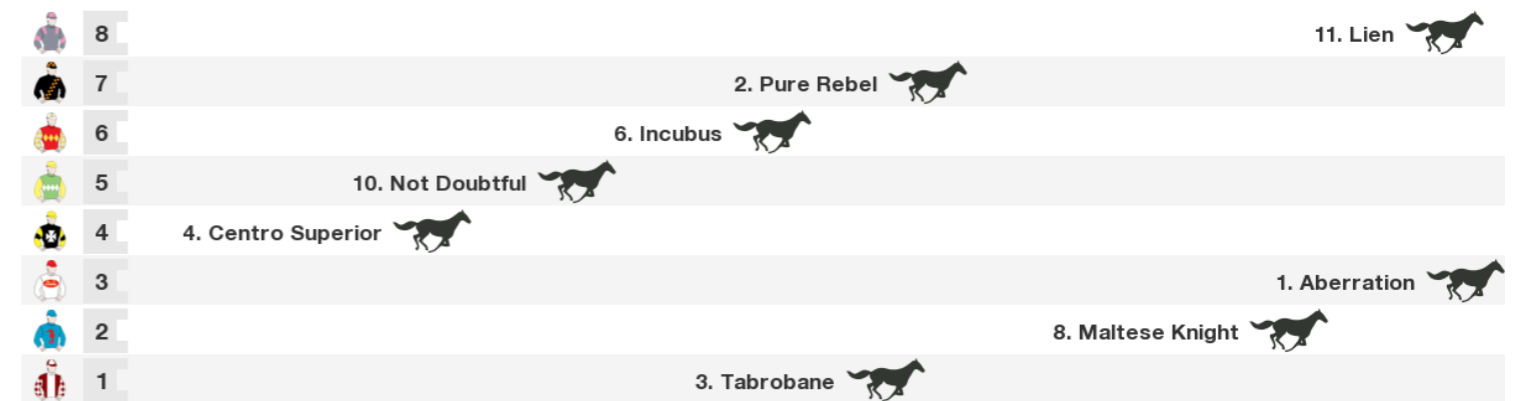 8 11. Lien
7 2. Pure Rebel
6 6. Incubus
5 10. Not Doubtful
4 4. Centro Superior
3 1. Aberration
2 8. Maltese Knight
1 3. Tabrobane